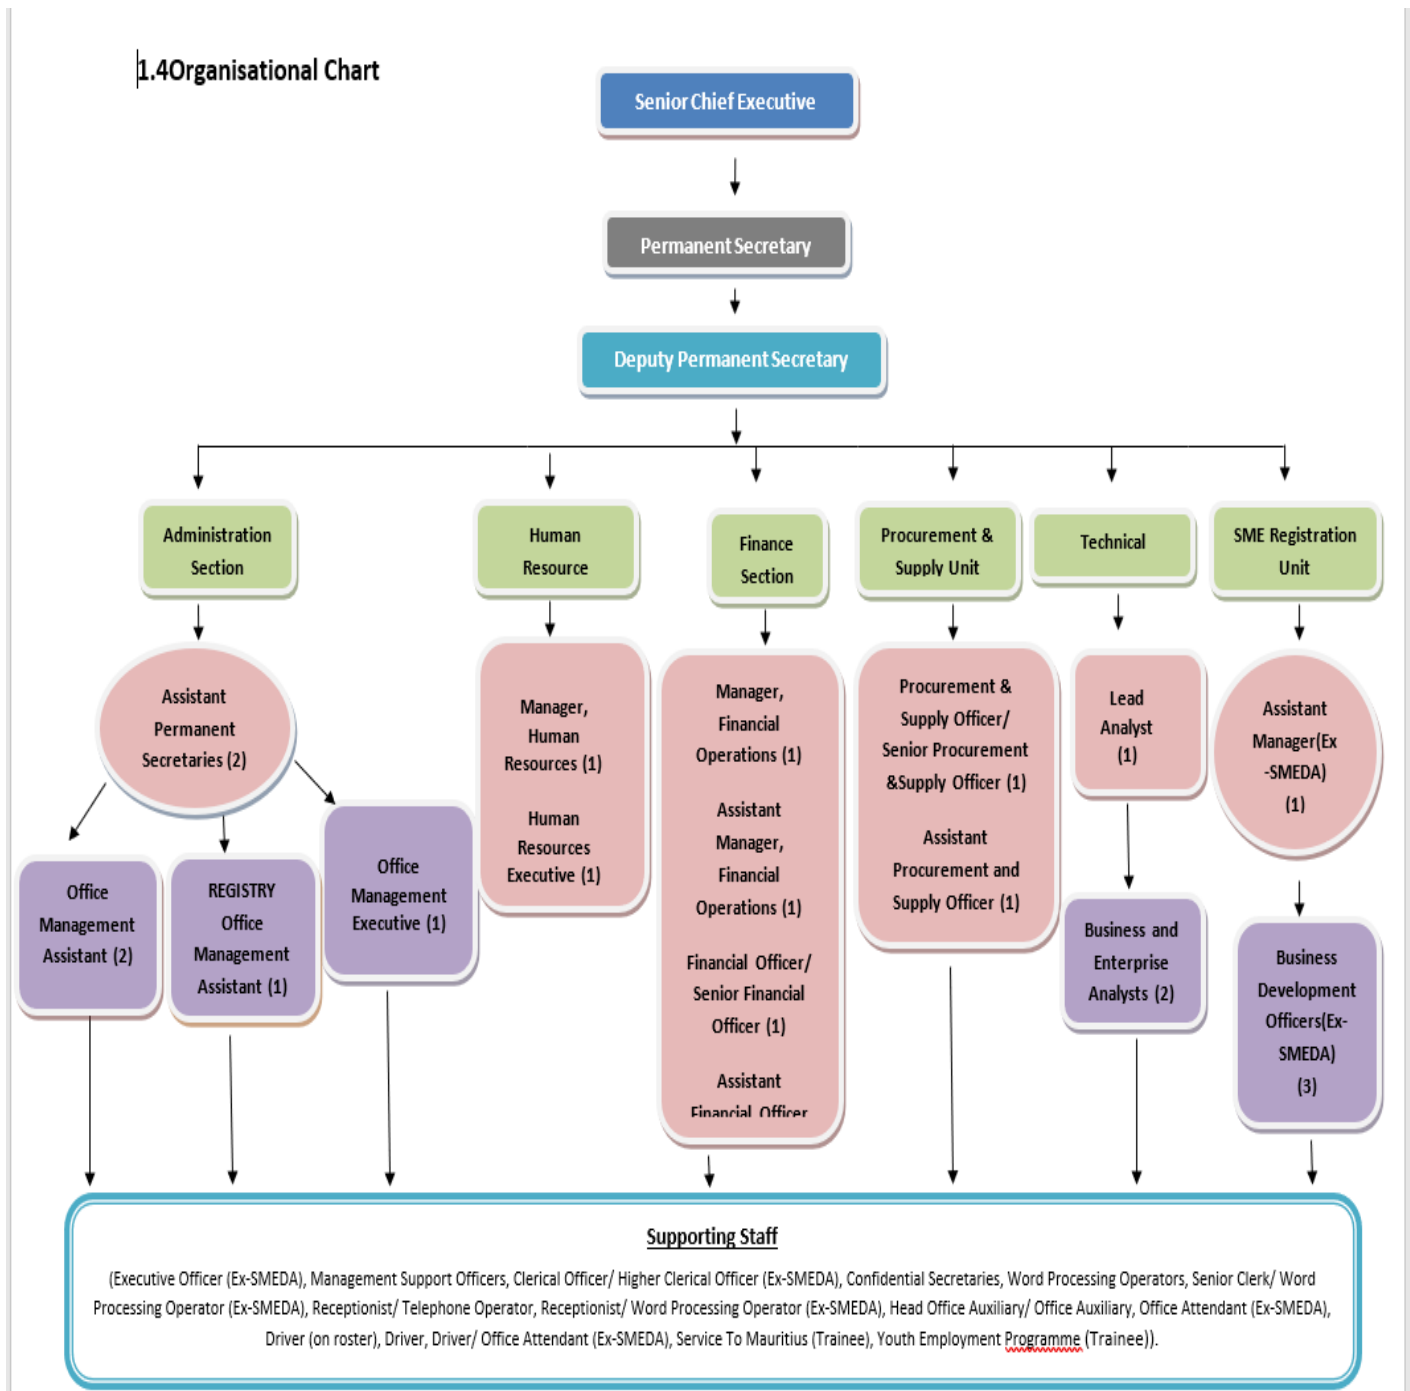 1.4Organisational Chart
Senior Chief Executive
Permanent Secretary
Deputy Permanent Secretary
Administration
Section
Human
Resource
Finance
Section
Procurement &
Supply Unit
Technical
SME Registration
Unit
Assistant
Permanent
Secretaries (2)
Office
Management
Assistant (2)
REGISTRY
Office
Management
Assistant (1)
Office
Management
Executive (1)
Manager,
Human
Resources (1)
Human
Resources
Executive (1)
Manager,
Financial
Operations (1)
Assistant
Manager,
Financial
Operations (1)
Financial Officer/
Senior Financial
Officer (1)
Assistant
Financial Officer
Procurement &
Supply Officer/
Senior Procurement
&Supply Officer (1)
Assistant
Procurement and
Supply Officer (1)
Lead
Analyst
(1)
Business and
Enterprise
Analysts (2)
Assistant
Manager(Ex
-SMEDA)
(1)
Business
Development
Officers(Ex-
SMEDA)
(3)
Supporting Staff
(Executive Officer (Ex-SMEDA), Management Support Officers, Clerical Officer/ Higher Clerical Officer (Ex-SMEDA), Confidential Secretaries, Word Processing Operators, Senior Clerk/ Word
Processing Operator (Ex-SMEDA), Receptionist/ Telephone Operator, Receptionist/ Word Processing Operator (Ex-SMEDA), Head Office Auxiliary/ Office Auxiliary, Office Attendant (Ex-SMEDA),
Driver (on roster), Driver, Driver/ Office Attendant (Ex-SMEDA), Service To Mauritius (Trainee), Youth Employment Programme (Trainee)).